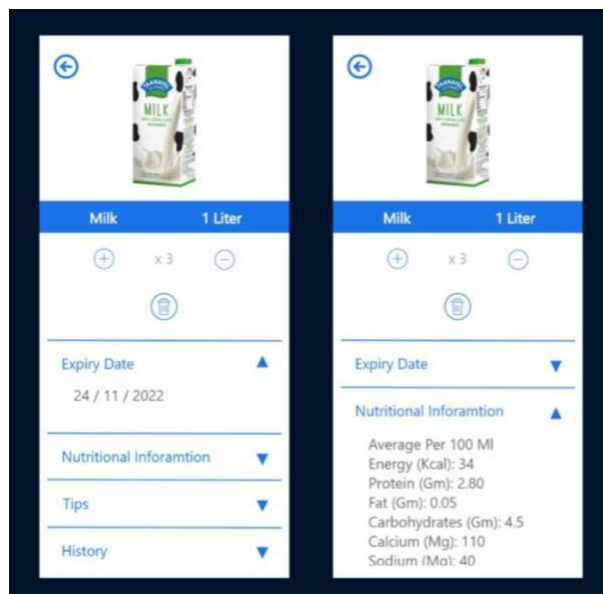 MILK
Milk 1 Liter
x 3
Expiry Date
24 / 11 / 2022
Nutritional Inforamtion
Tips
History
MILK
Milk 1 Liter
x 3
Expiry Date
Nutritional Inforamtion
Average Per 100 Ml
Energy (Kcal): 34
Protein (Gm): 2.80
Fat (Gm): 0.05
Carbohydrates (Gm): 4.5
Calcium (Mg): 110
Sodium (Mg): 40